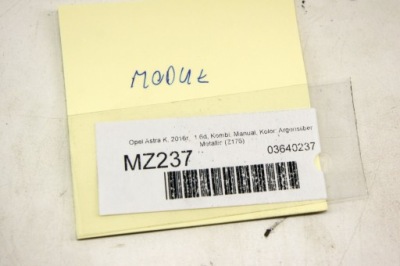 MODUŁ
Opel Astra K, 2016r., 1.6d, Kombi, Manual, Kolor: Argonsilber
Metallic (Z176)
MZ237
03640237